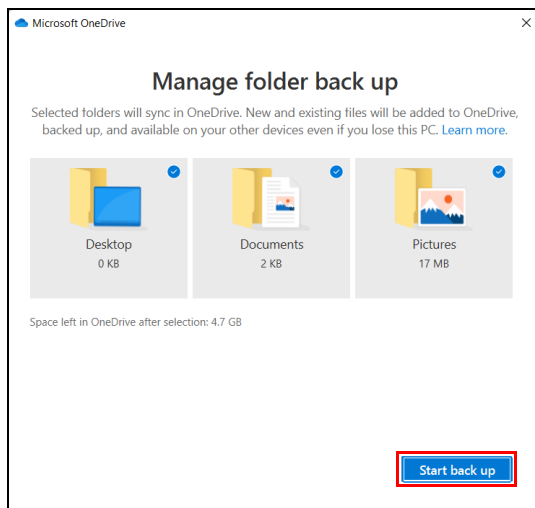 Microsoft OneDrive
Manage folder back up
Selected folders will sync in OneDrive. New and existing files will be added to OneDrive,
backed up, and available on your other devices even if you lose this PC. Learn more.
Desktop
0 KB
Documents
2 KB
Pictures
17 MB
Space left in OneDrive after selection: 4.7 GB
Start back up